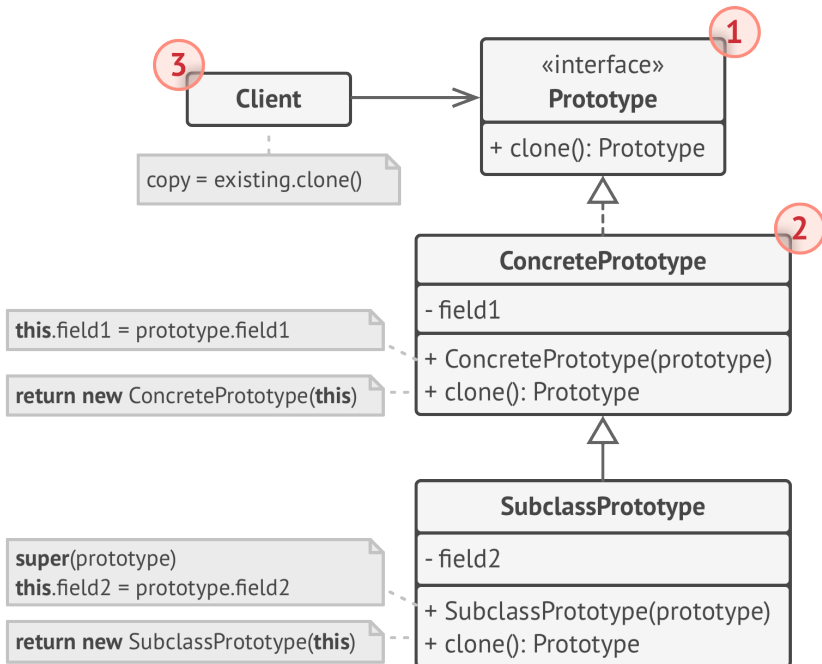 1
«interface»
Prototype
+ clone(): Prototype
3
Client
copy = existing.clone()
2
ConcretePrototype
- field1
+ ConcretePrototype(prototype)
+ clone(): Prototype
this.field1 = prototype.field1
return new ConcretePrototype(this)
SubclassPrototype
- field2
+ SubclassPrototype(prototype)
+ clone(): Prototype
super(prototype)
this.field2 = prototype.field2
return new SubclassPrototype(this)